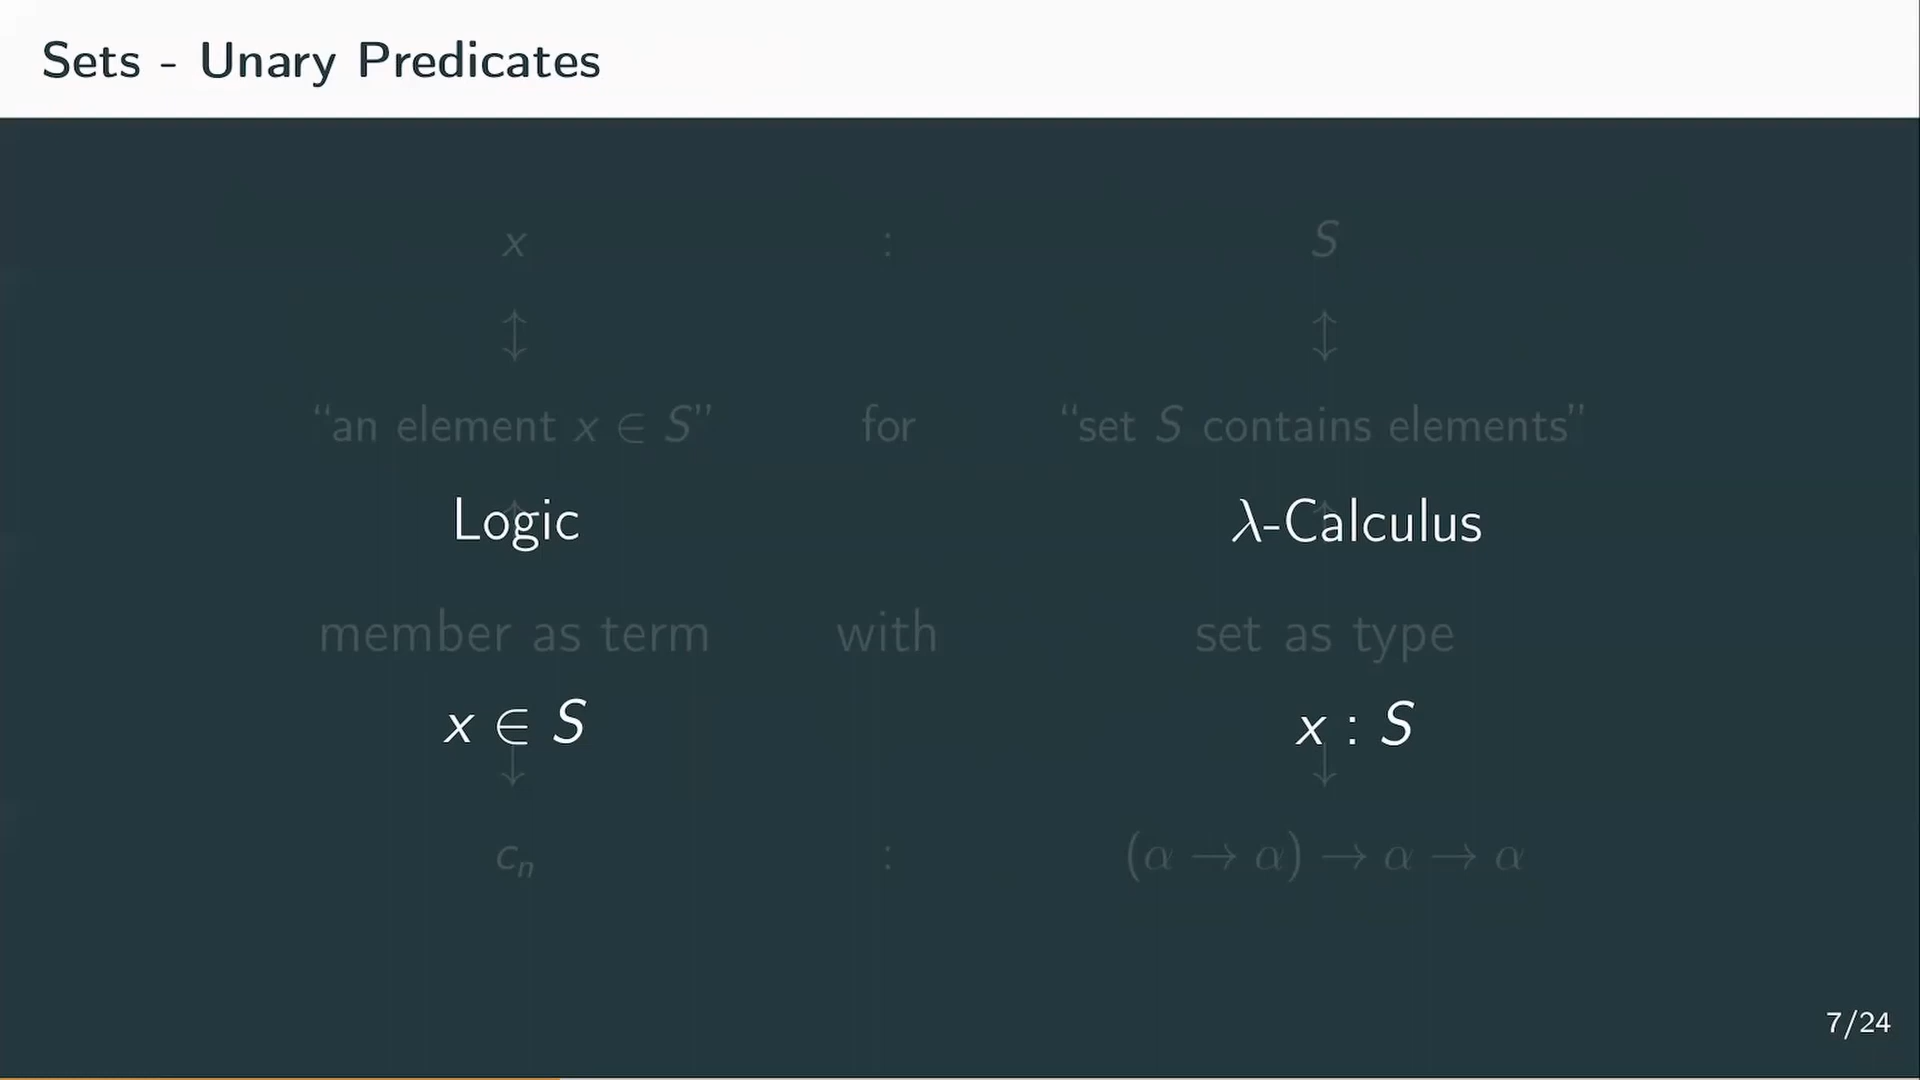 Sets - Unary Predicates
x : S
↕ ↕
“an element x ∈ S” for “set S contains elements”
Logic λ-Calculus
member as term with set as type
x ∈ S x : S
↓ ↓
cₙ : (α → α) → α → α
7/24